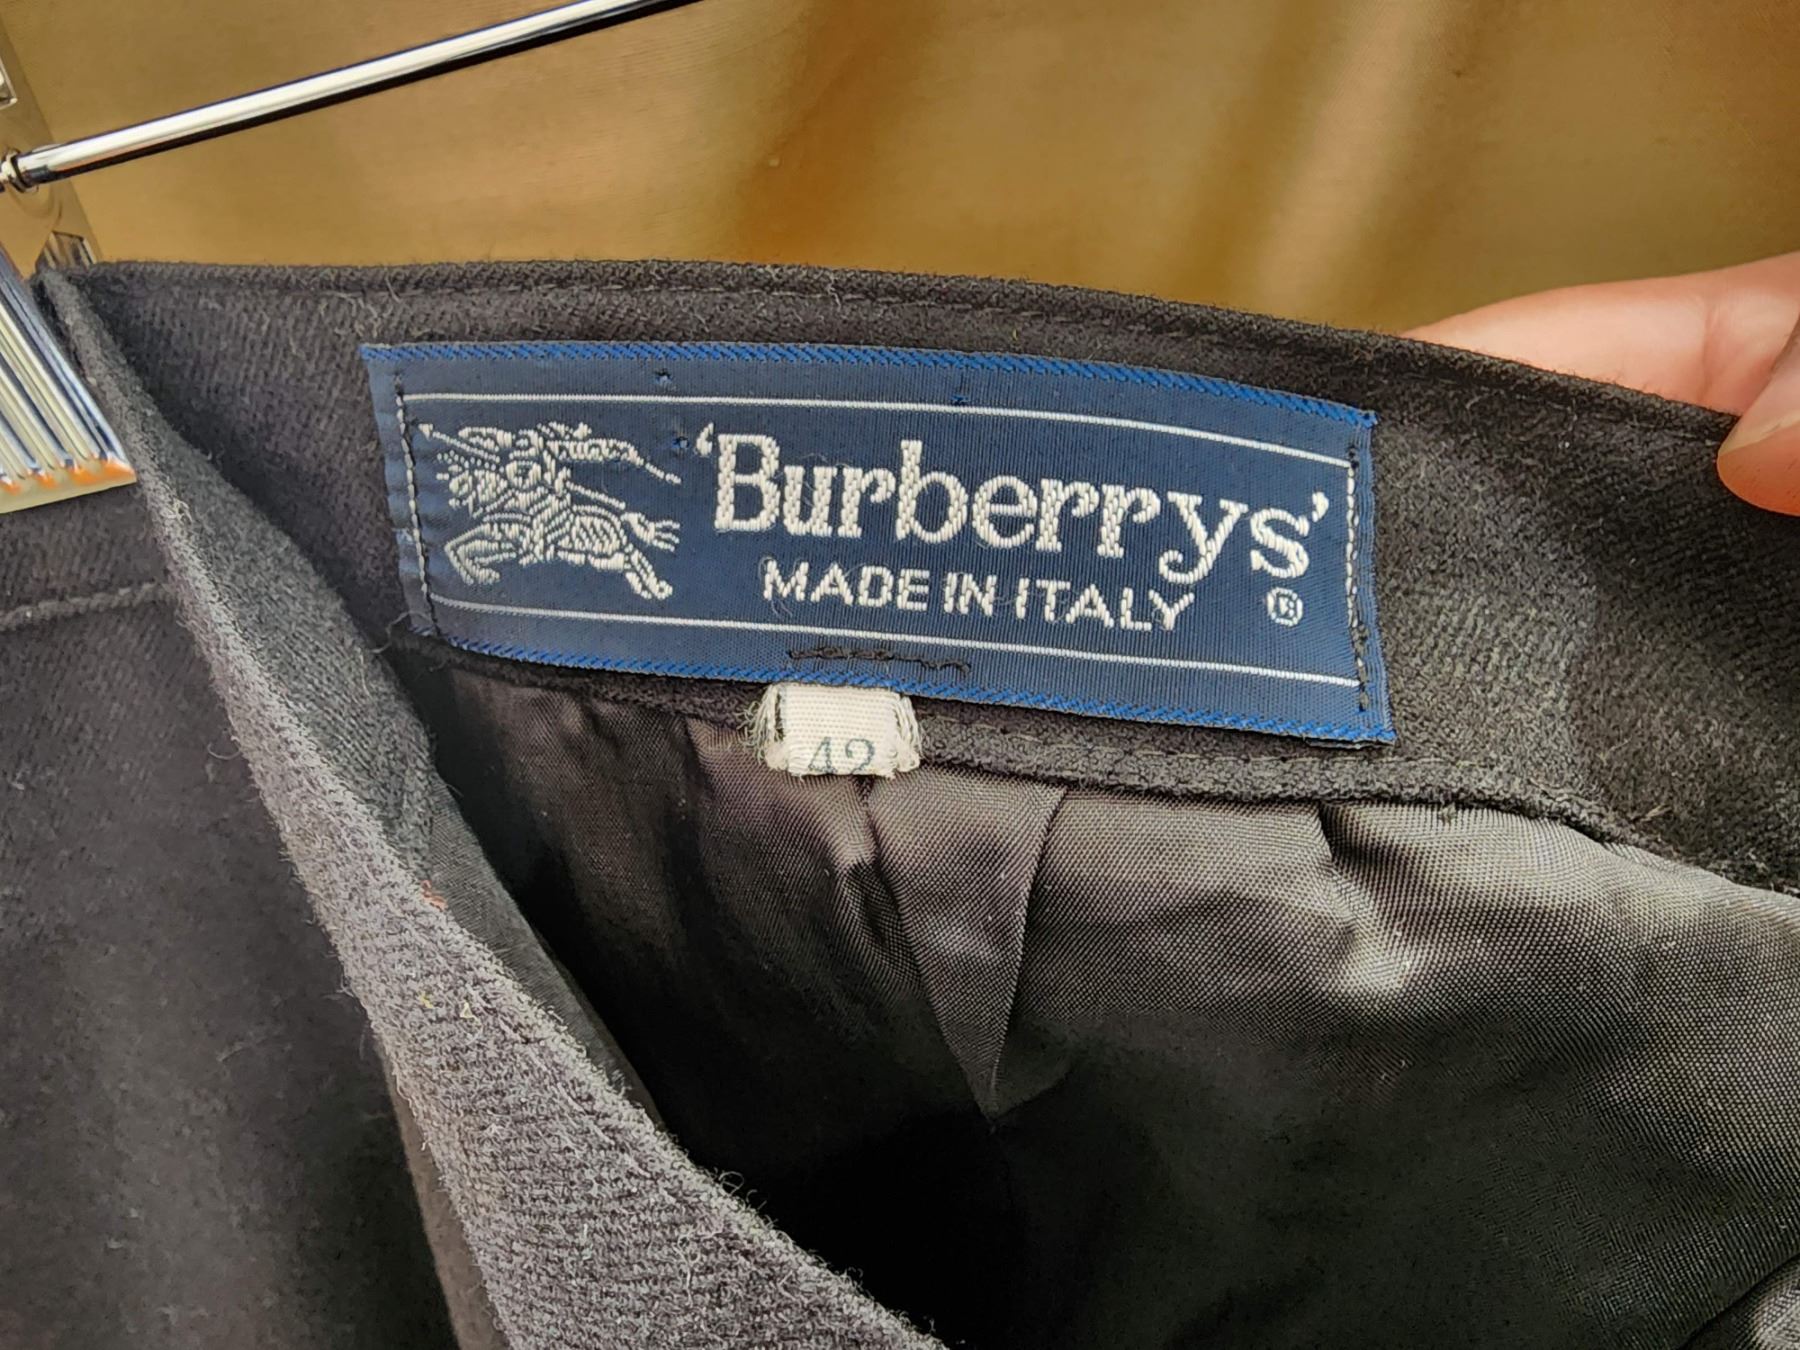 'Burberrys'
MADE IN ITALY ®
42